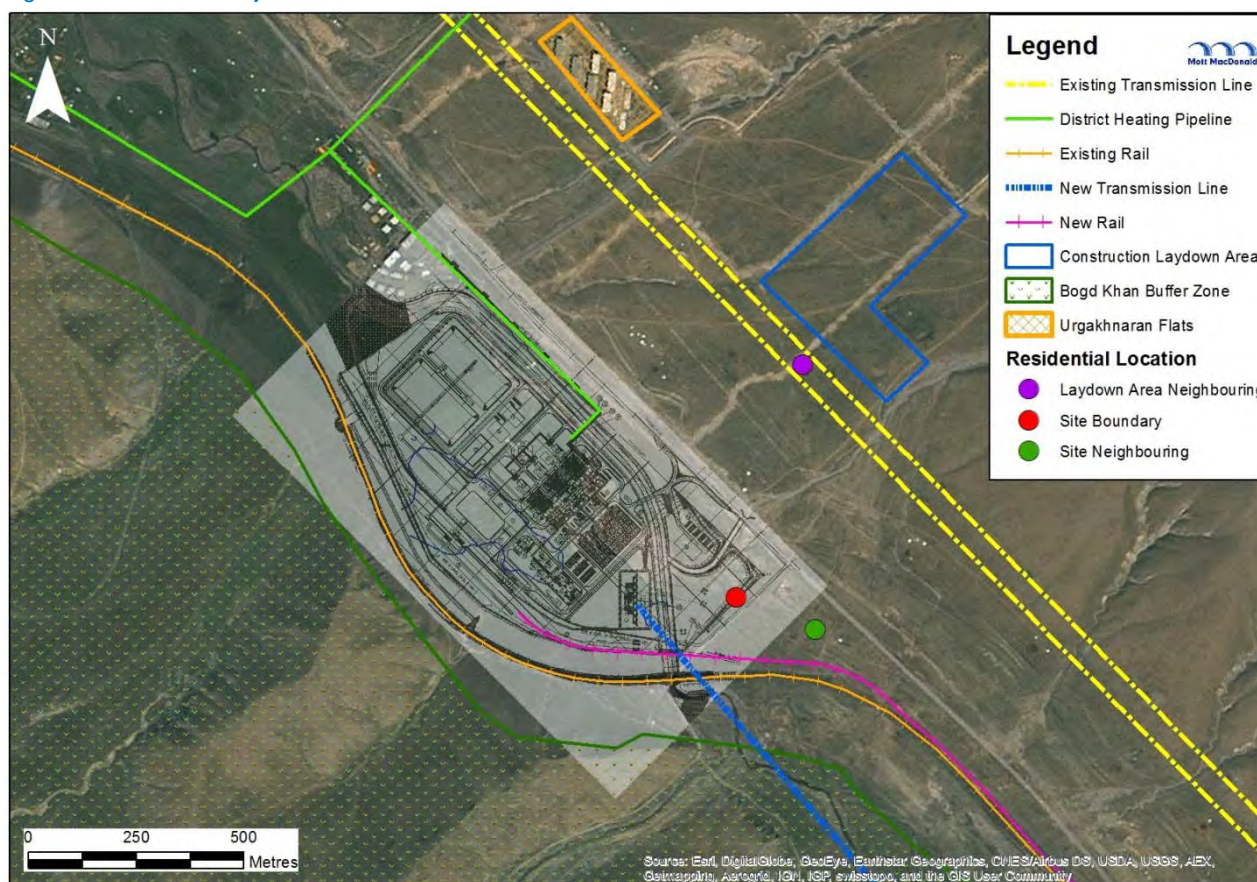 N
Legend
Mott MacDonald
Existing Transmission Line
District Heating Pipeline
Existing Rail
New Transmission Line
New Rail
Construction Laydown Area
Bogd Khan Buffer Zone
Urgakhnaran Flats
Residential Location
Laydown Area Neighbouring
Site Boundary
Site Neighbouring
0 250 500
Metres
Source: Esri, DigitalGlobe, GeoEye, Earthstar Geographics, CNES/Airbus DS, USDA, USGS, AEX,
Getmapping, Aerogrid, IGN, IGP, swisstopo, and the GIS User Community